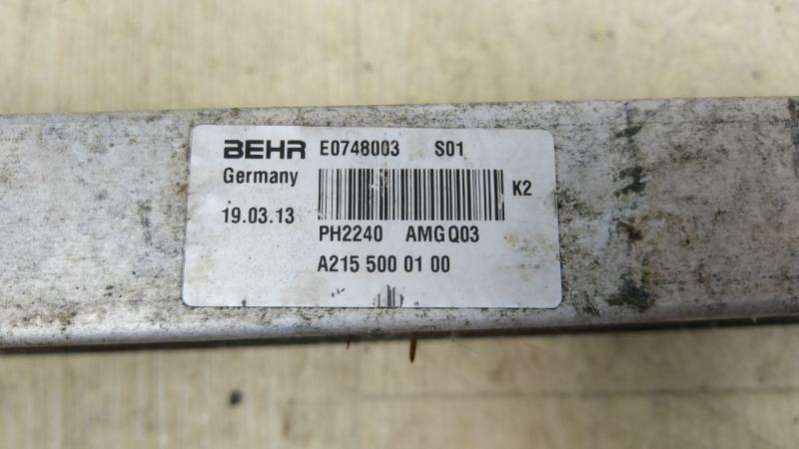 BEHR E0748003 S01
Germany K2
19.03.13
PH2240 AMG Q03
A215 500 01 00